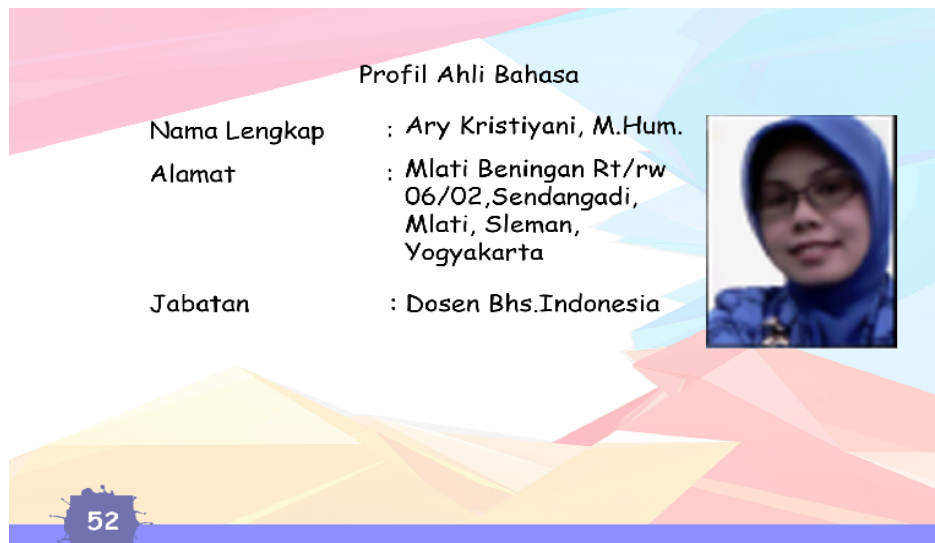 Profil Ahli Bahasa
Nama Lengkap : Ary Kristiyani, M.Hum.
Alamat : Mlati Beningan Rt/rw
06/02,Sendangadi,
Mlati, Sleman,
Yogyakarta
Jabatan : Dosen Bhs.Indonesia
52